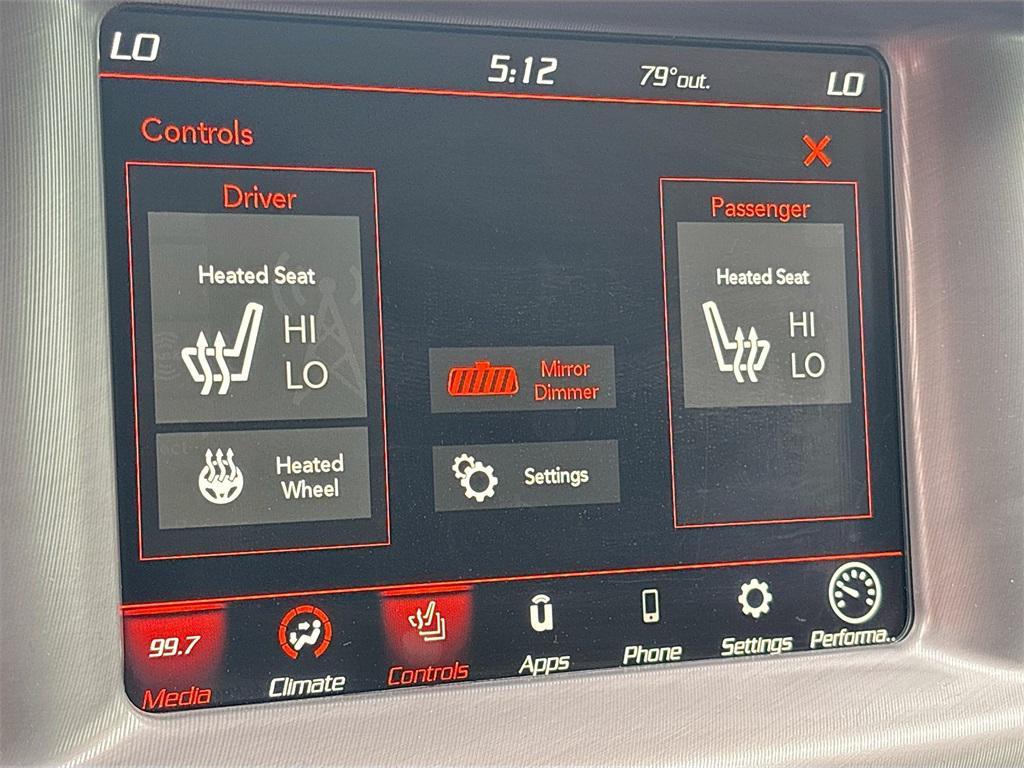 LO
5:12
79° out.
LO
Controls
X
Driver
Heated Seat
HI
LO
Heated
Wheel
Mirror
Dimmer
Settings
Passenger
Heated Seat
HI
LO
99.7
Media
Climate
Controls
Apps
Phone
Settings
Performa..